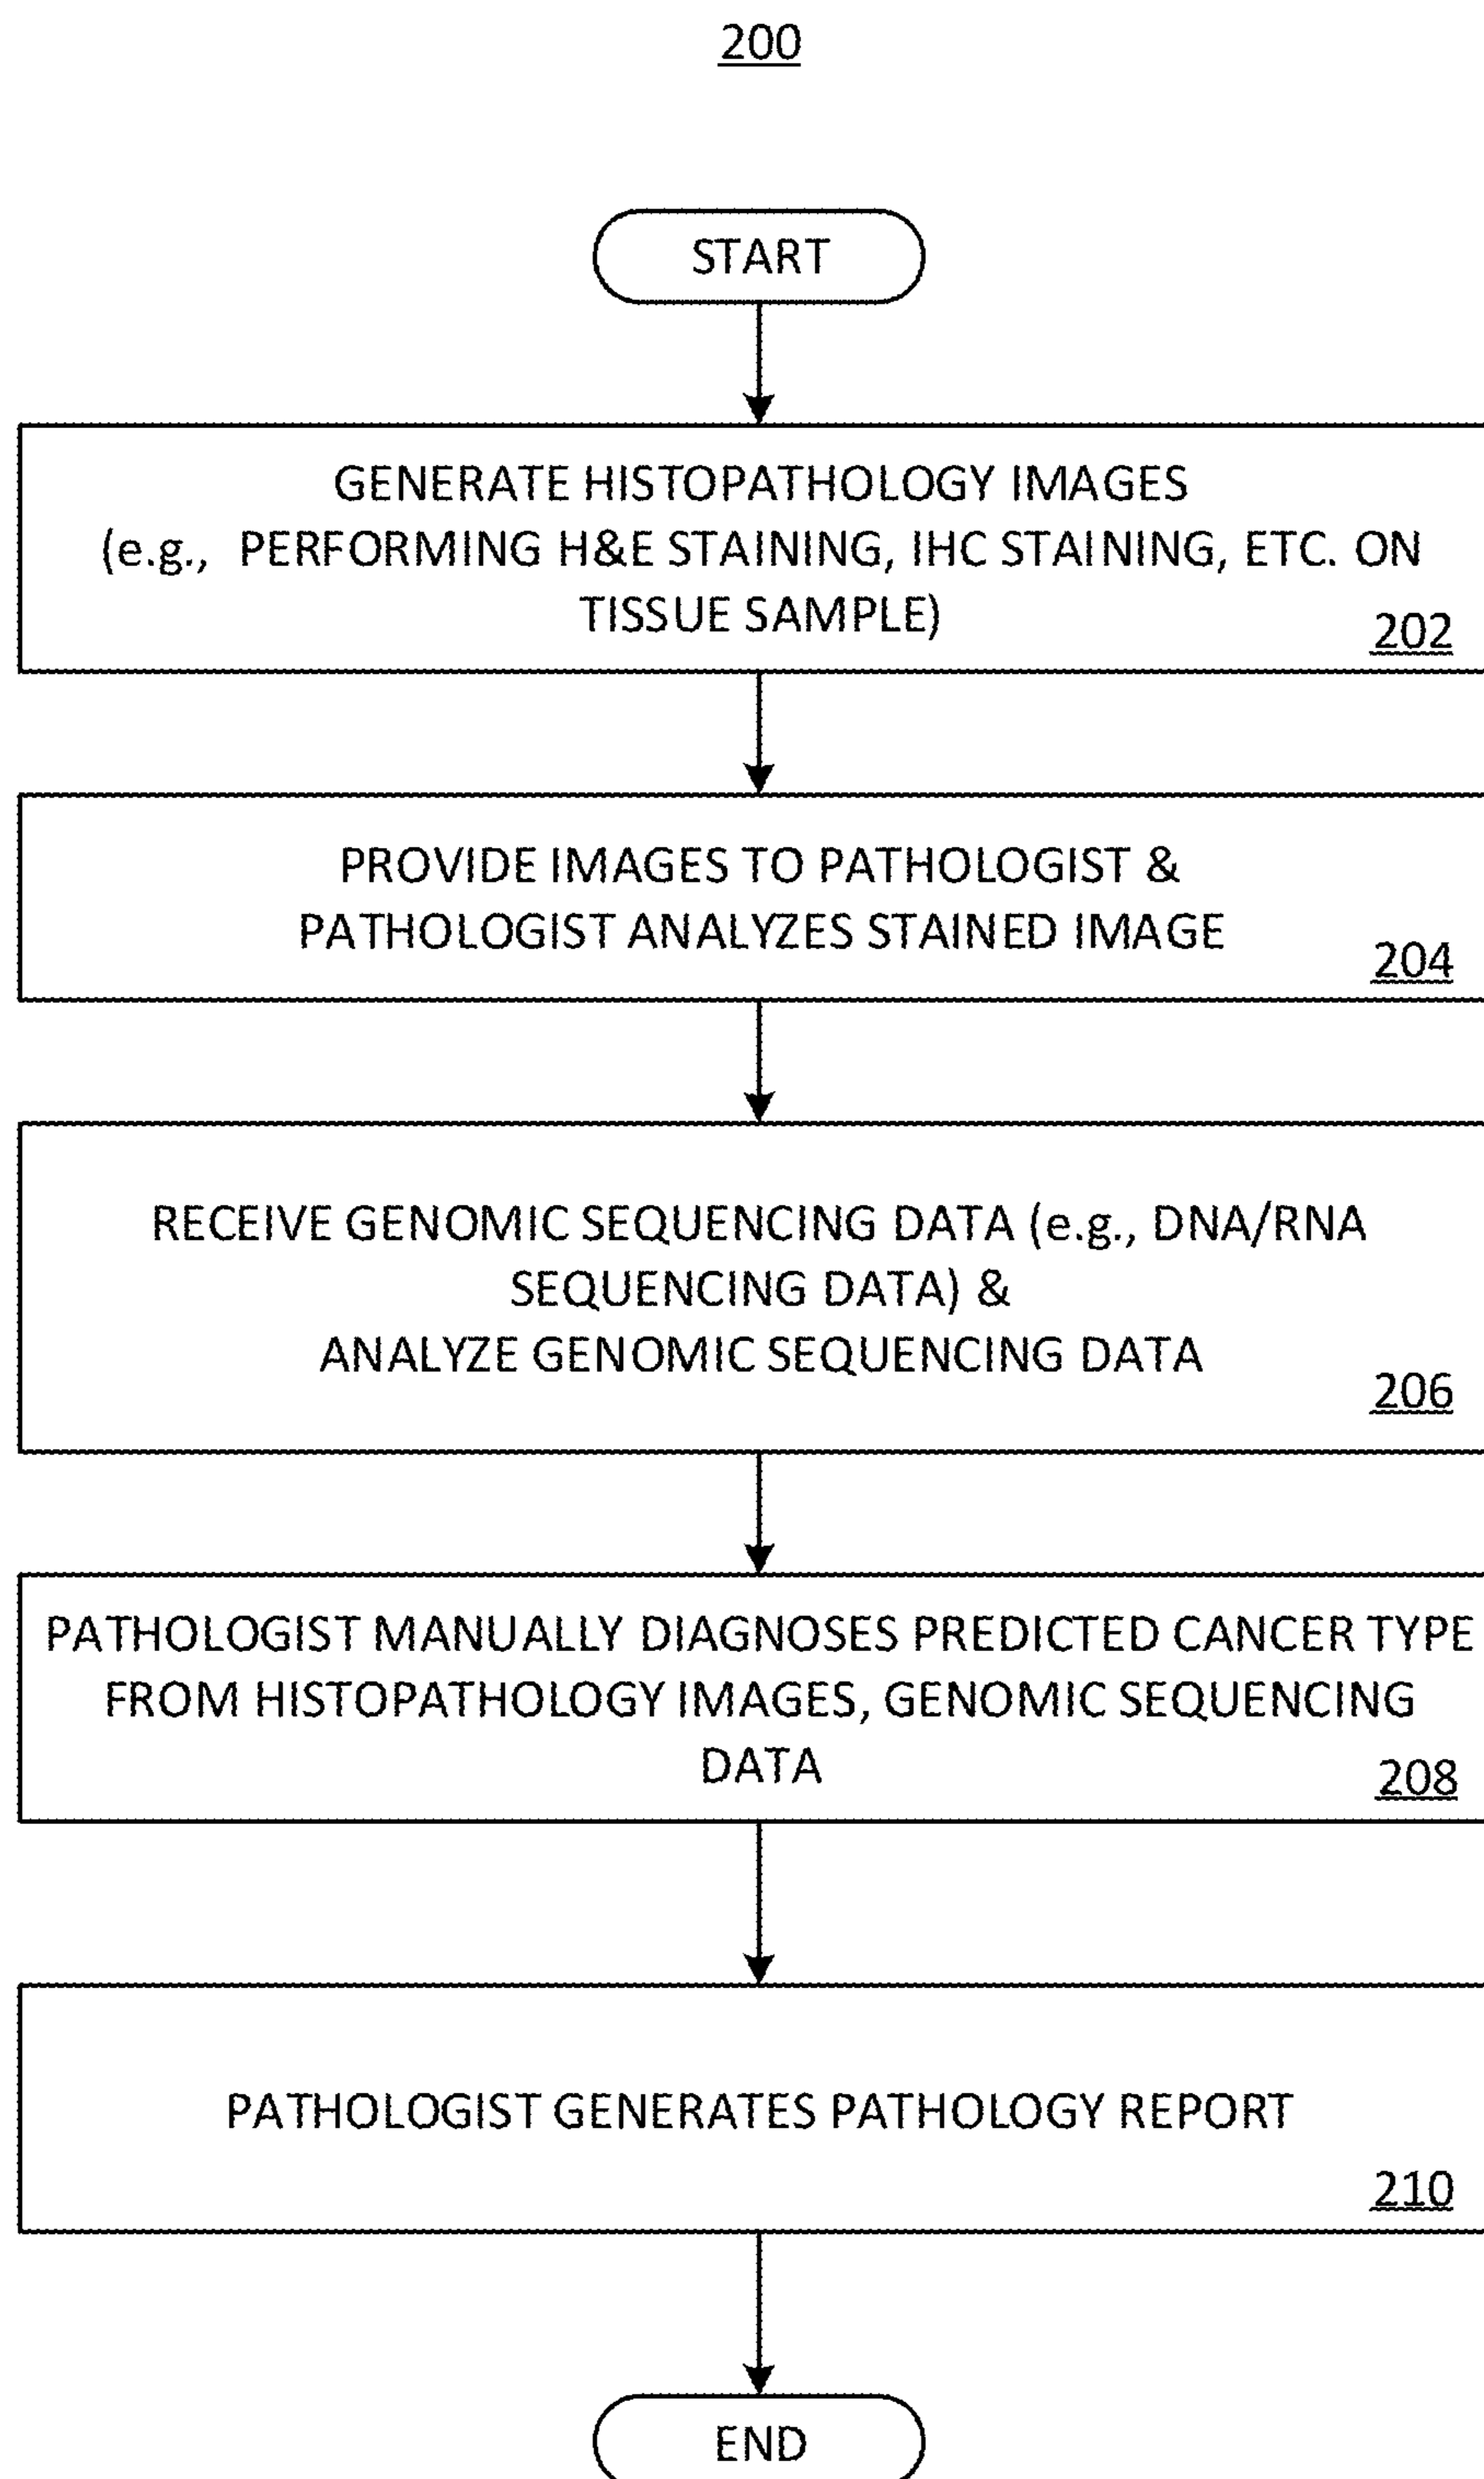 200
START
GENERATE HISTOPATHOLOGY IMAGES
(e.g., PERFORMING H&E STAINING, IHC STAINING, ETC. ON
TISSUE SAMPLE)
202
PROVIDE IMAGES TO PATHOLOGIST &
PATHOLOGIST ANALYZES STAINED IMAGE
204
RECEIVE GENOMIC SEQUENCING DATA (e.g., DNA/RNA
SEQUENCING DATA) &
ANALYZE GENOMIC SEQUENCING DATA
206
PATHOLOGIST MANUALLY DIAGNOSES PREDICTED CANCER TYPE
FROM HISTOPATHOLOGY IMAGES, GENOMIC SEQUENCING
DATA
208
PATHOLOGIST GENERATES PATHOLOGY REPORT
210
END